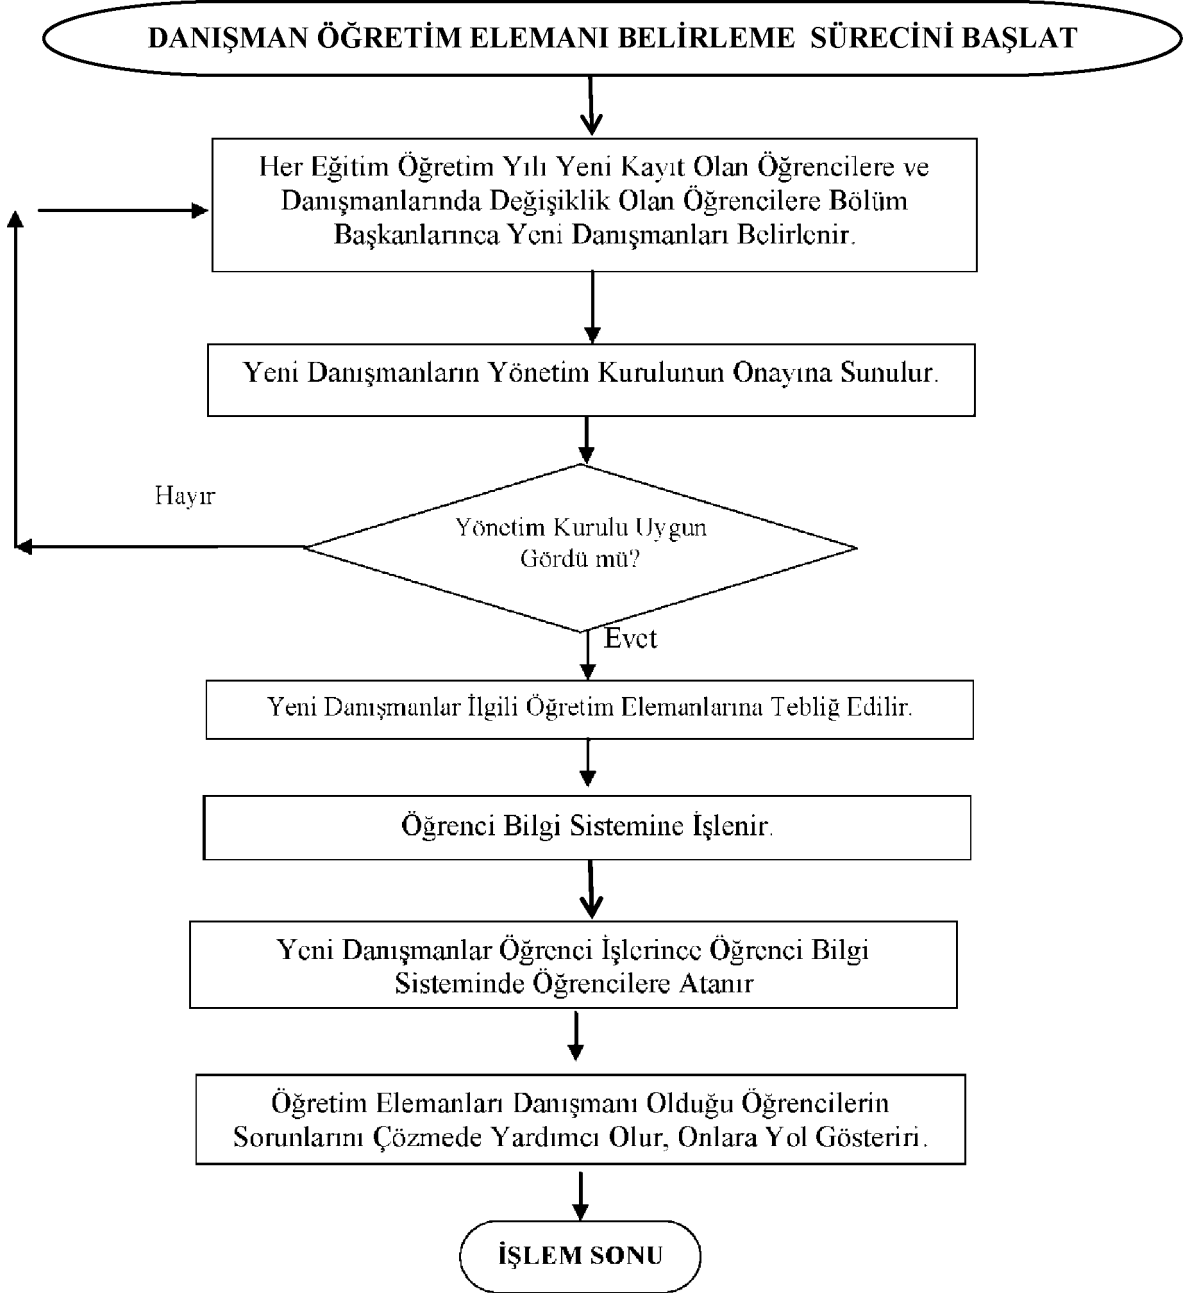 DANIŞMAN ÖĞRETİM ELEMANI BELİRLEME SÜRECİNİ BAŞLAT
Her Eğitim Öğretim Yılı Yeni Kayıt Olan Öğrencilere ve
Danışmanlarında Değişiklik Olan Öğrencilere Bölüm
Başkanlarınca Yeni Danışmanları Belirlenir.
Yeni Danışmanların Yönetim Kurulunun Onayına Sunulur.
Hayır
Yönetim Kurulu Uygun
Gördü mü?
Evet
Yeni Danışmanlar İlgili Öğretim Elemanlarına Tebliğ Edilir.
Öğrenci Bilgi Sistemine İşlenir.
Yeni Danışmanlar Öğrenci İşlerince Öğrenci Bilgi
Sisteminde Öğrencilere Atanır
Öğretim Elemanları Danışmanı Olduğu Öğrencilerin
Sorunlarını Çözmede Yardımcı Olur, Onlara Yol Gösteriri.
İŞLEM SONU